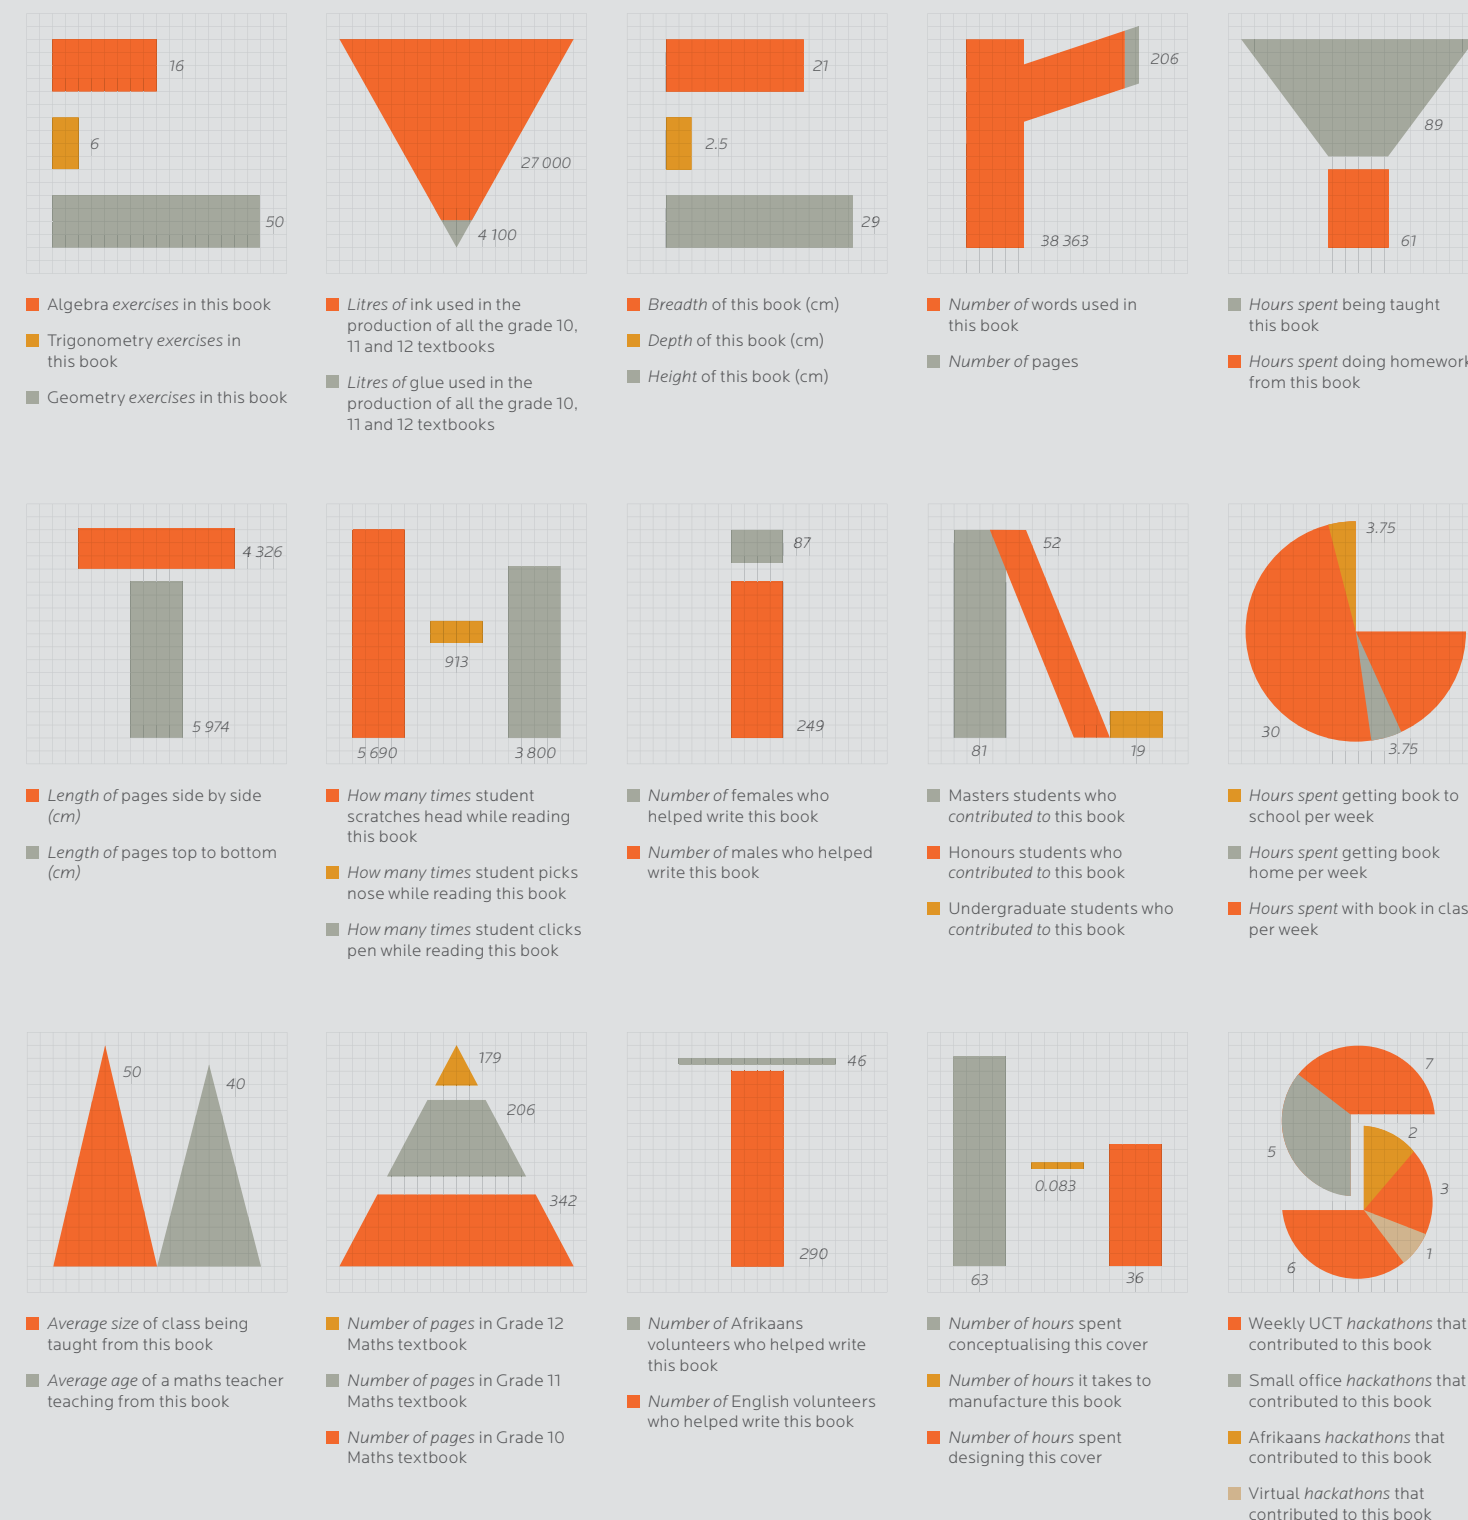 16
6
50
Algebra exercises in this book
Trigonometry exercises in
this book
Geometry exercises in this book
27 000
4 100
Litres of ink used in the
production of all the grade 10,
11 and 12 textbooks
Litres of glue used in the
production of all the grade 10,
11 and 12 textbooks
21
2.5
29
Breadth of this book (cm)
Depth of this book (cm)
Height of this book (cm)
206
38 363
Number of words used in
this book
Number of pages
89
61
Hours spent being taught
this book
Hours spent doing homework
from this book
4 326
5 974
Length of pages side by side
(cm)
Length of pages top to bottom
(cm)
913
5 690
3 800
How many times student
scratches head while reading
this book
How many times student picks
nose while reading this book
How many times student clicks
pen while reading this book
87
249
Number of females who
helped write this book
Number of males who helped
write this book
52
81
19
Masters students who
contributed to this book
Honours students who
contributed to this book
Undergraduate students who
contributed to this book
3.75
30
3.75
Hours spent getting book to
school per week
Hours spent getting book
home per week
Hours spent with book in clas
per week
50
40
Average size of class being
taught from this book
Average age of a maths teacher
teaching from this book
179
206
342
Number of pages in Grade 12
Maths textbook
Number of pages in Grade 11
Maths textbook
Number of pages in Grade 10
Maths textbook
46
290
Number of Afrikaans
volunteers who helped write
this book
Number of English volunteers
who helped write this book
0.083
63
36
Number of hours spent
conceptualising this cover
Number of hours it takes to
manufacture this book
Number of hours spent
designing this cover
7
2
5
3
1
6
Weekly UCT hackathons that
contributed to this book
Small office hackathons that
contributed to this book
Afrikaans hackathons that
contributed to this book
Virtual hackathons that
contributed to this book